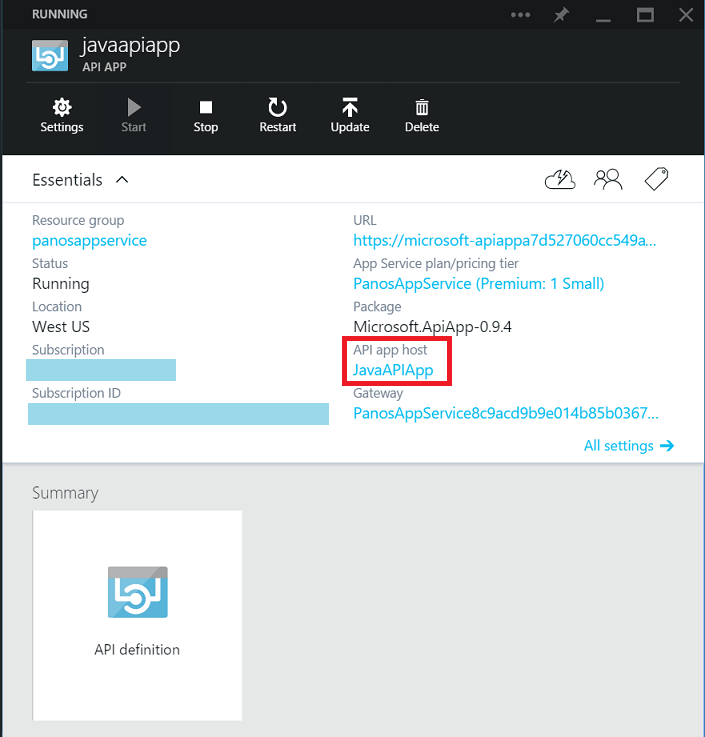 RUNNING
javaapiapp
API APP
Settings
Start
Stop
Restart
Update
Delete
Essentials
Resource group
panosappservice
Status
Running
Location
West US
Subscription
Subscription ID
URL
https://microsoft-apiappa7d527060cc549a...
App Service plan/pricing tier
PanosAppService (Premium: 1 Small)
Package
Microsoft.ApiApp-0.9.4
API app host
JavaAPIApp
Gateway
PanosAppService8c9acd9b9e014b85b0367...
All settings
Summary
API definition